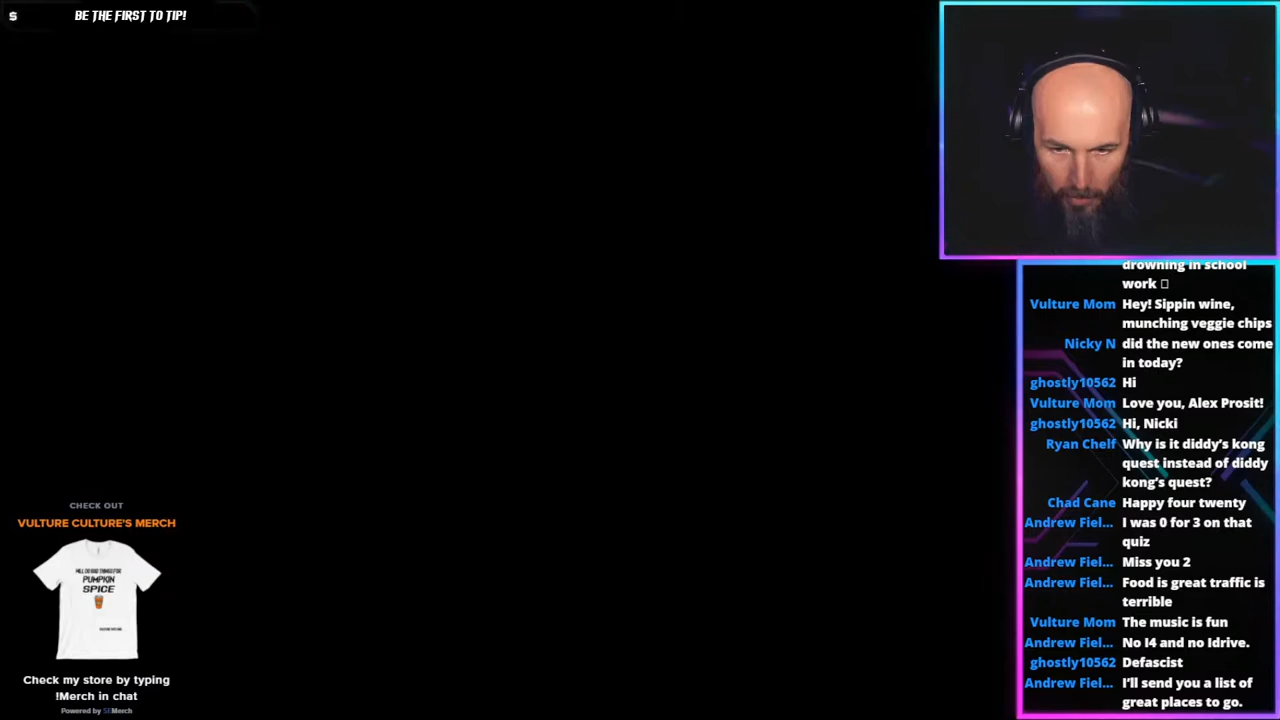 $ BE THE FIRST TO TIP!
drowning in school
work
Vulture Mom Hey! Sippin wine,
munching veggie chips
Nicky N did the new ones come
in today?
ghostly10562 Hi
Vulture Mom Love you, Alex Prosit!
ghostly10562 Hi, Nicki
Ryan Chelf Why is it diddy’s kong
quest instead of diddy
kong’s quest?
Chad Cane Happy four twenty
Andrew Fiel... I was 0 for 3 on that
quiz
Andrew Fiel... Miss you 2
Andrew Fiel... Food is great traffic is
terrible
Vulture Mom The music is fun
Andrew Fiel... No I4 and no Idrive.
ghostly10562 Defascist
Andrew Fiel... I’ll send you a list of
great places to go.
CHECK OUT
VULTURE CULTURE'S MERCH
WILL DO BAD THINGS FOR
PUMPKIN
SPICE
Check my store by typing
!Merch in chat
Powered by SEMerch